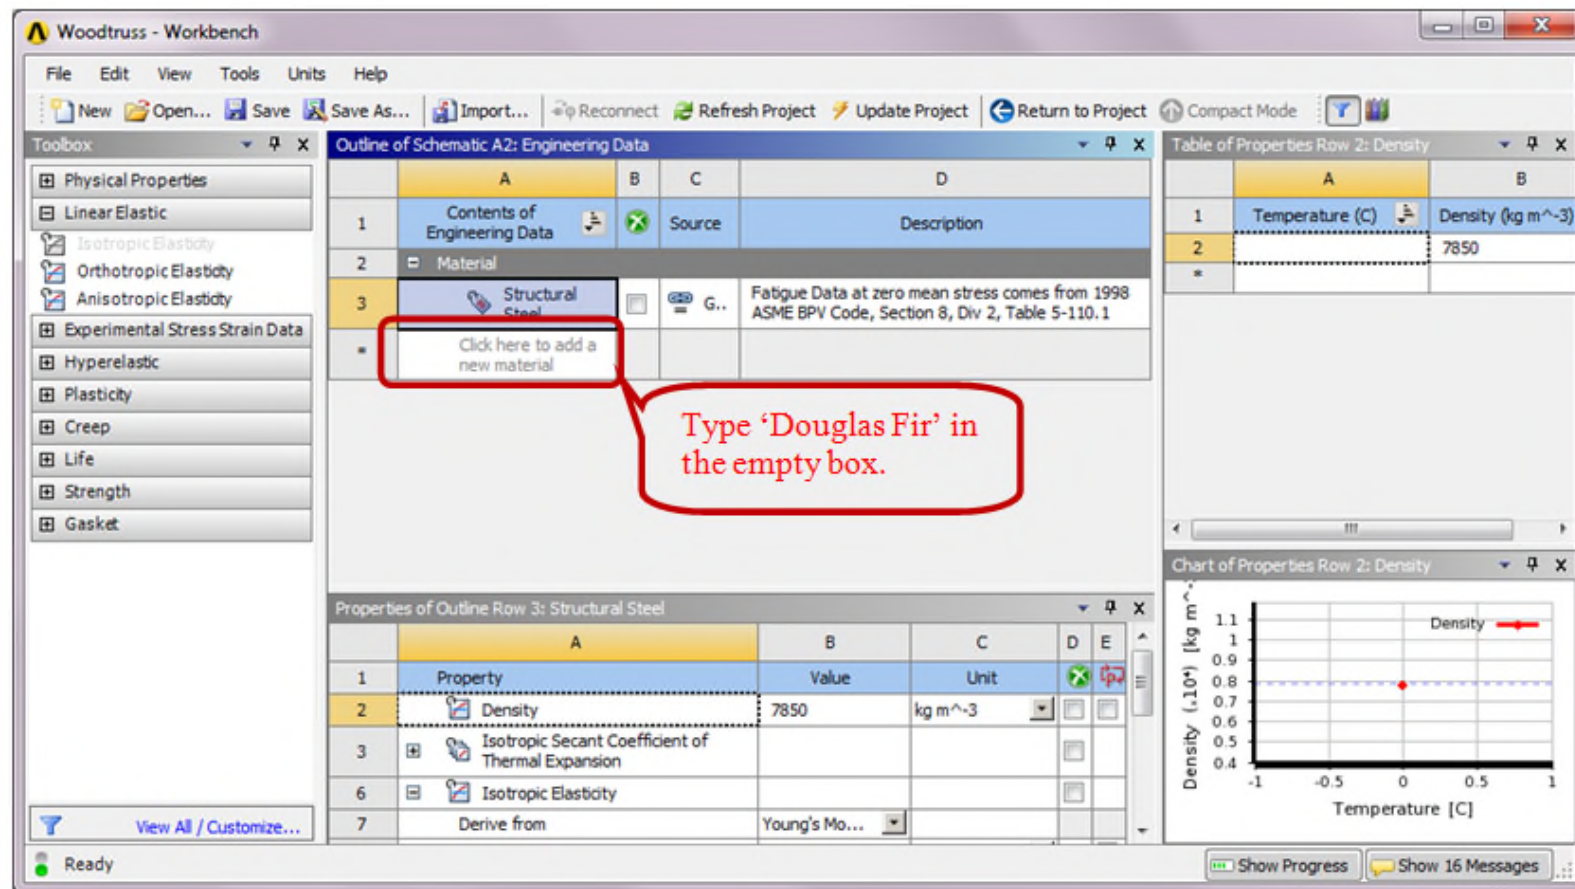 Woodtruss - Workbench
File Edit View Tools Units Help
New Open... Save Save As... Import... Reconnect Refresh Project Update Project Return to Project Compact Mode
Toolbox
Physical Properties
Linear Elastic
Isotropic Elasticity
Orthotropic Elasticity
Anisotropic Elasticity
Experimental Stress Strain Data
Hyperelastic
Plasticity
Creep
Life
Strength
Gasket
View All / Customize...
Outline of Schematic A2: Engineering Data
A B C D
1 Contents of Engineering Data Source Description
2 Material
3 Structural Steel G.. Fatigue Data at zero mean stress comes from 1998
ASME BPV Code, Section 8, Div 2, Table 5-110.1
* Click here to add a
new material
Type ‘Douglas Fir’ in
the empty box.
Properties of Outline Row 3: Structural Steel
A B C D E
1 Property Value Unit
2 Density 7850 kg m^-3
3 Isotropic Secant Coefficient of
Thermal Expansion
6 Isotropic Elasticity
7 Derive from Young's Mo...
Table of Properties Row 2: Density
A B
1 Temperature (C) Density (kg m^-3)
2 7850
*
Chart of Properties Row 2: Density
Density (.10⁴) [kg m^-
1.1
1
0.9
0.8
0.7
0.6
0.5
0.4
Density
-1 -0.5 0 0.5 1
Temperature [C]
Ready
Show Progress Show 16 Messages